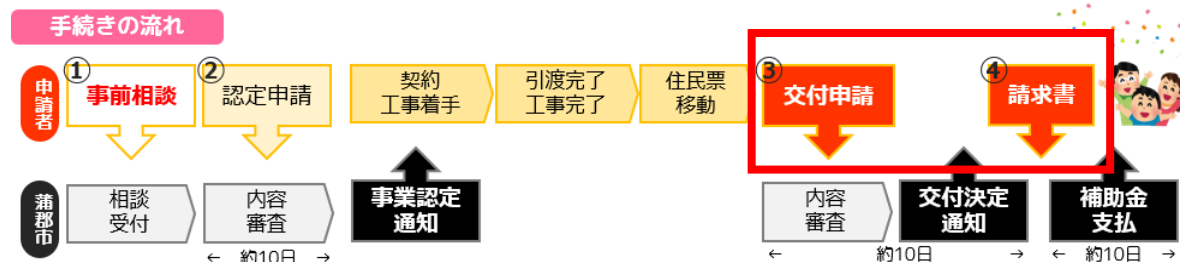 手続きの流れ
申請者
①
事前相談
②
認定申請
契約
工事着手
引渡完了
工事完了
住民票
移動
③
交付申請
④
請求書
蒲郡市
相談
受付
内容
審査
事業認定
通知
内容
審査
交付決定
通知
補助金
支払
← 約10日 →
← 約10日 →
← 約10日 →